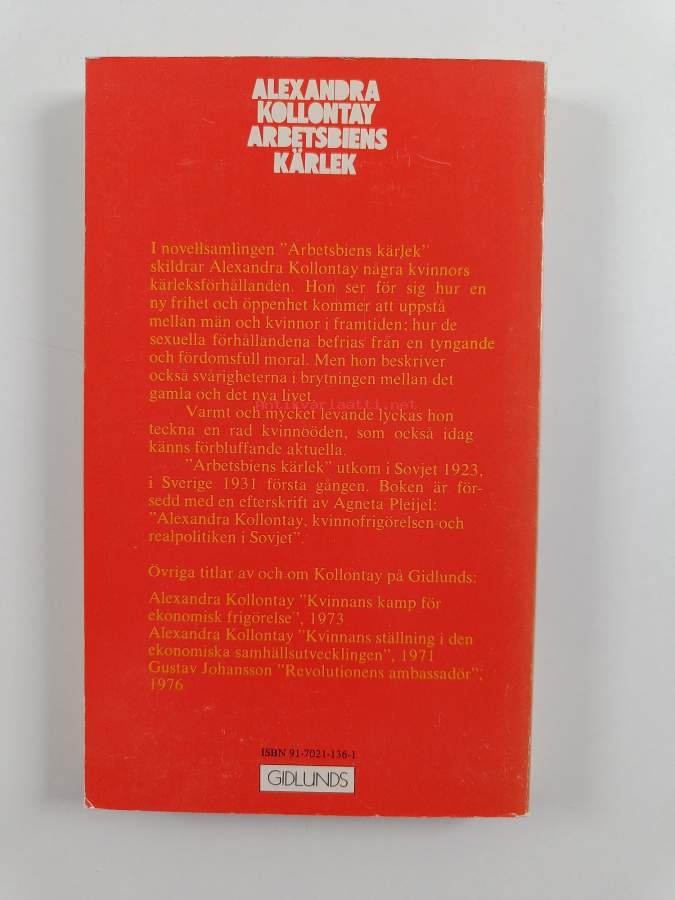 ALEXANDRA
KOLLONTAY
ARBETSBIENS
KÄRLEK
I novellsamlingen "Arbetsbiens kärlek"
skildrar Alexandra Kollontay några kvinnors
kärleksförhållanden. Hon ser för sig hur en
ny frihet och öppenhet kommer att uppstå
mellan män och kvinnor i framtiden: hur de
sexuella förhållandena befrias från en tyngande
och fördomsfull moral. Men hon beskriver
också svårigheterna i brytningen mellan det
gamla och det nya livet.
antikvariaatti.net
Varmt och mycket levande lyckas hon
teckna en rad kvinnoöden, som också idag
känns förbluffande aktuella.
"Arbetsbiens kärlek" utkom i Sovjet 1923,
i Sverige 1931 första gången. Boken är för-
sedd med en efterskrift av Agneta Pleijel:
"Alexandra Kollontay, kvinnofrigörelsen och
realpolitiken i Sovjet".
Övriga titlar av och om Kollontay på Gidlunds:
Alexandra Kollontay "Kvinnans kamp för
ekonomisk frigörelse", 1973
Alexandra Kollontay "Kvinnans ställning i den
ekonomiska samhällsutvecklingen", 1971
Gustav Johansson "Revolutionens ambassadör",
1976
ISBN 91-7021-136-1
GIDLUNDS